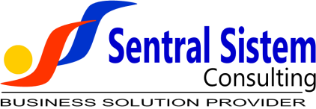 Sentral Sistem
Consulting
BUSINESS SOLUTION PROVIDER